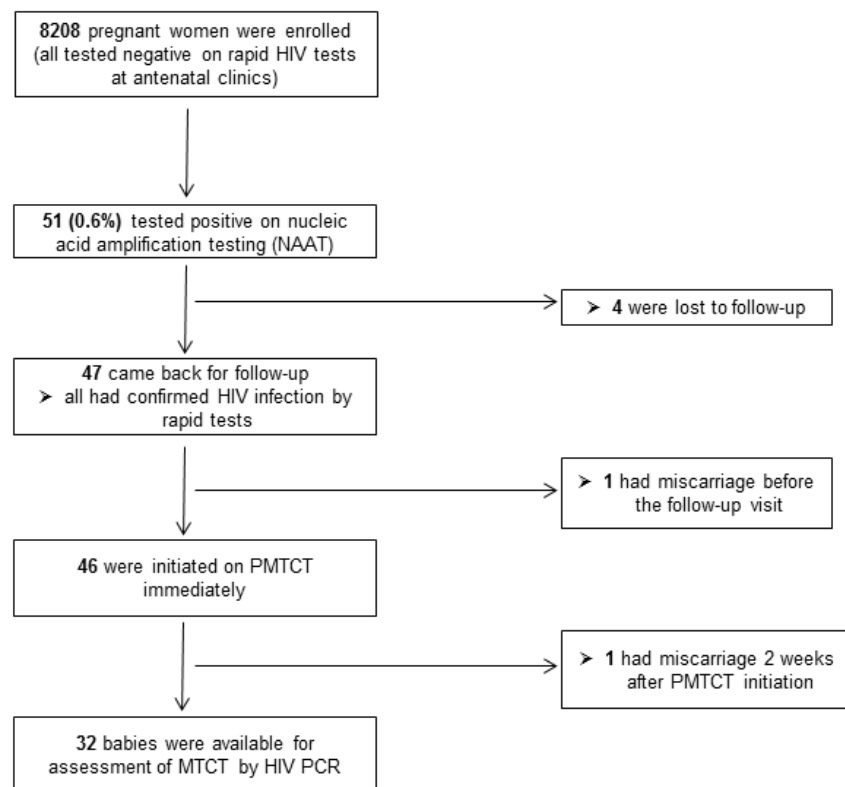 8208 pregnant women were enrolled
(all tested negative on rapid HIV tests
at antenatal clinics)
51 (0.6%) tested positive on nucleic
acid amplification testing (NAAT)
➤ 4 were lost to follow-up
47 came back for follow-up
➤ all had confirmed HIV infection by
rapid tests
➤ 1 had miscarriage before
the follow-up visit
46 were initiated on PMTCT
immediately
➤ 1 had miscarriage 2 weeks
after PMTCT initiation
32 babies were available for
assessment of MTCT by HIV PCR